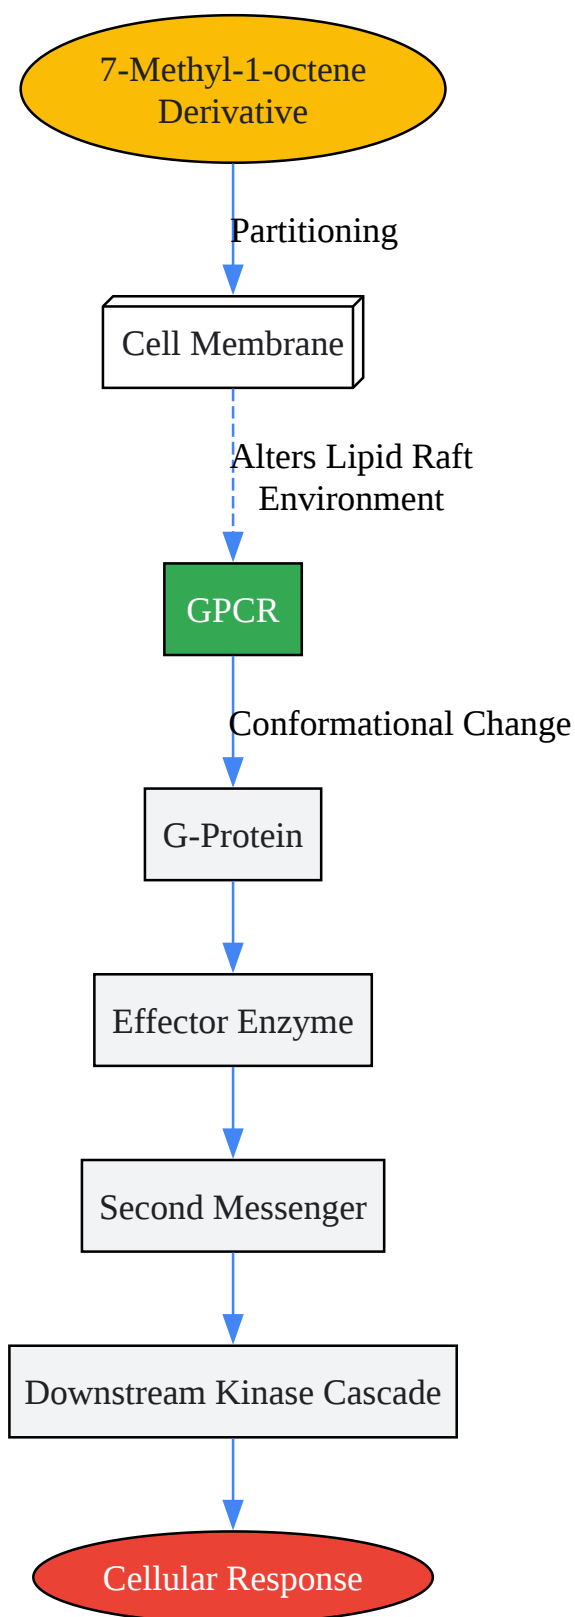 7-Methyl-1-octene
Derivative
Partitioning
Cell Membrane
Alters Lipid Raft
Environment
GPCR
Conformational Change
G-Protein
Effector Enzyme
Second Messenger
Downstream Kinase Cascade
Cellular Response